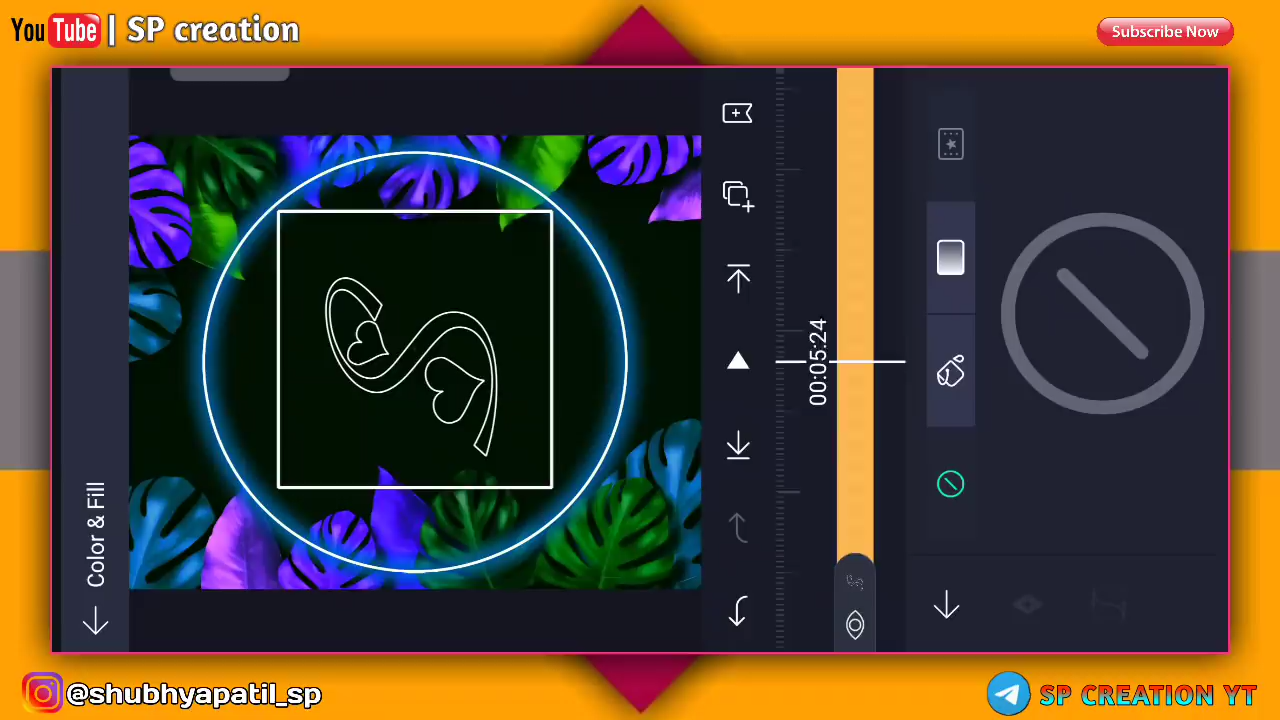 YouTube | SP creation
Subscribe Now
Color & Fill
00:05:24
@shubhyapatil_sp
SP CREATION YT